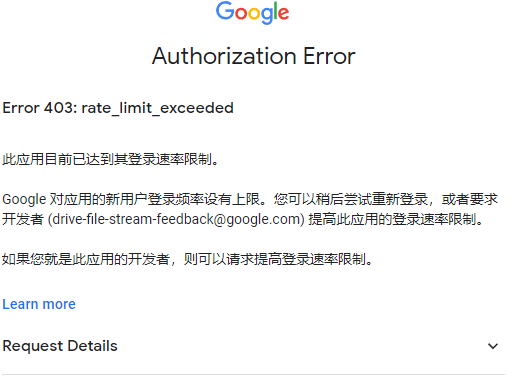 Google
Authorization Error
Error 403: rate_limit_exceeded
此应用目前已达到其登录速率限制。
Google 对应用的新用户登录频率设有上限。您可以稍后尝试重新登录，或者要求
开发者 (drive-file-stream-feedback@google.com) 提高此应用的登录速率限制。
如果您就是此应用的开发者，则可以请求提高登录速率限制。
Learn more
Request Details